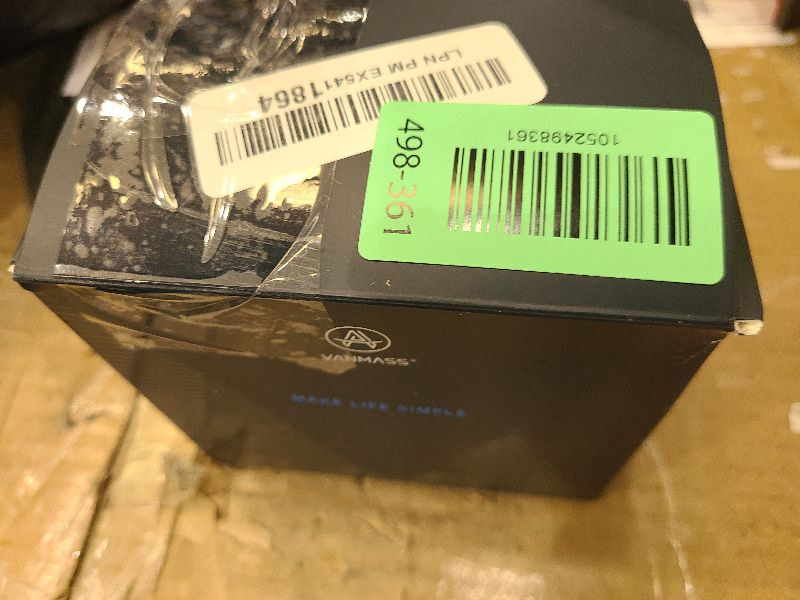 LPN PM EX5411864
498-361
1052498361
VANMASS
MAKE LIFE SIMPLE